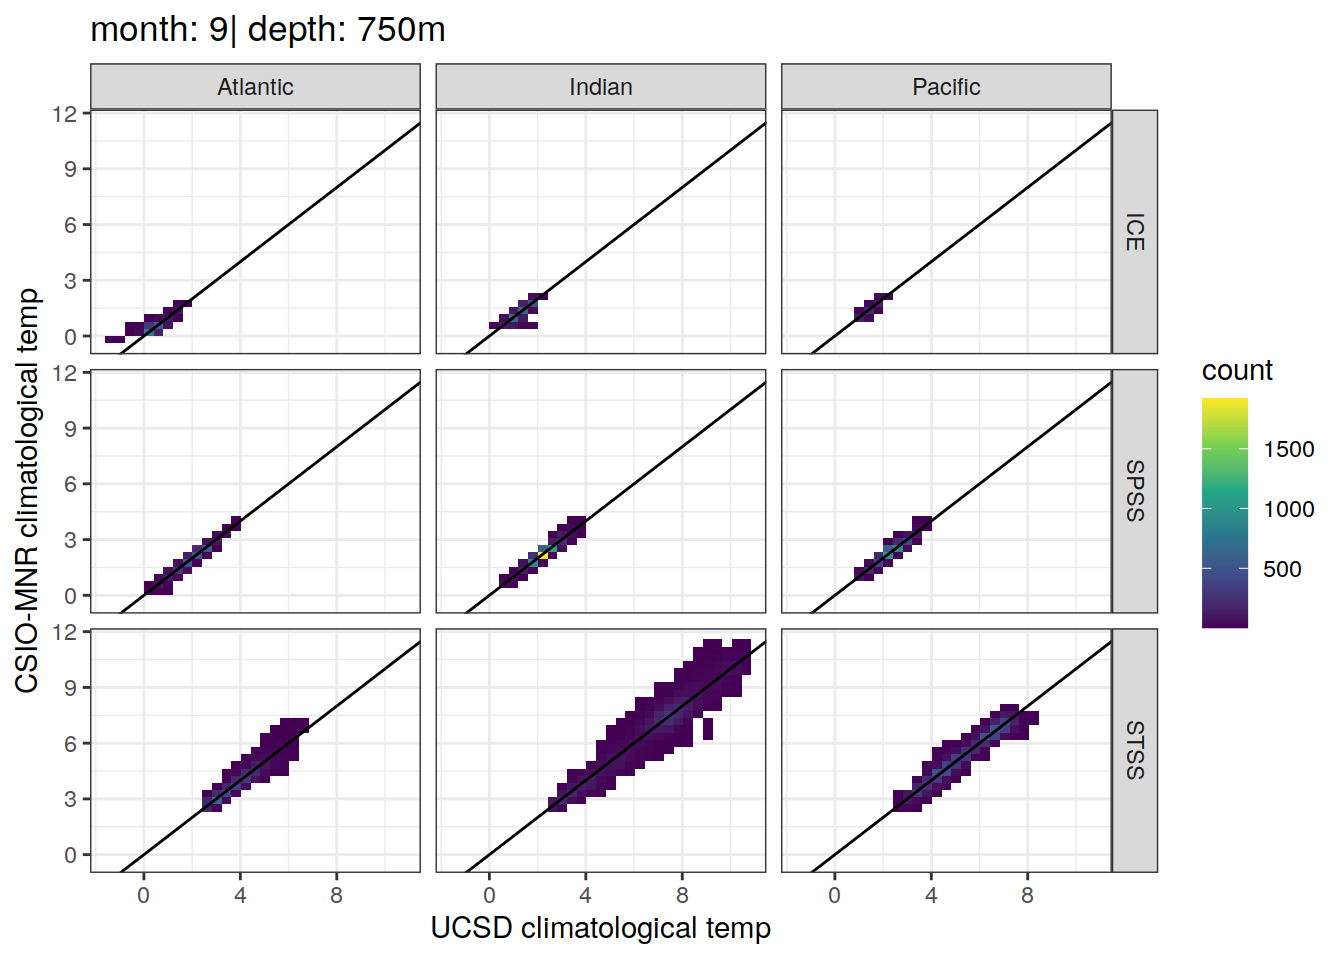 month: 9| depth: 750m
Atlantic
Indian
Pacific
12
9
6
3
0
ICE
12
9
6
3
0
SPSS
12
9
6
3
0
STSS
0
4
8
0
4
8
0
4
8
UCSD climatological temp
CSIO-MNR climatological temp
count
1500
1000
500